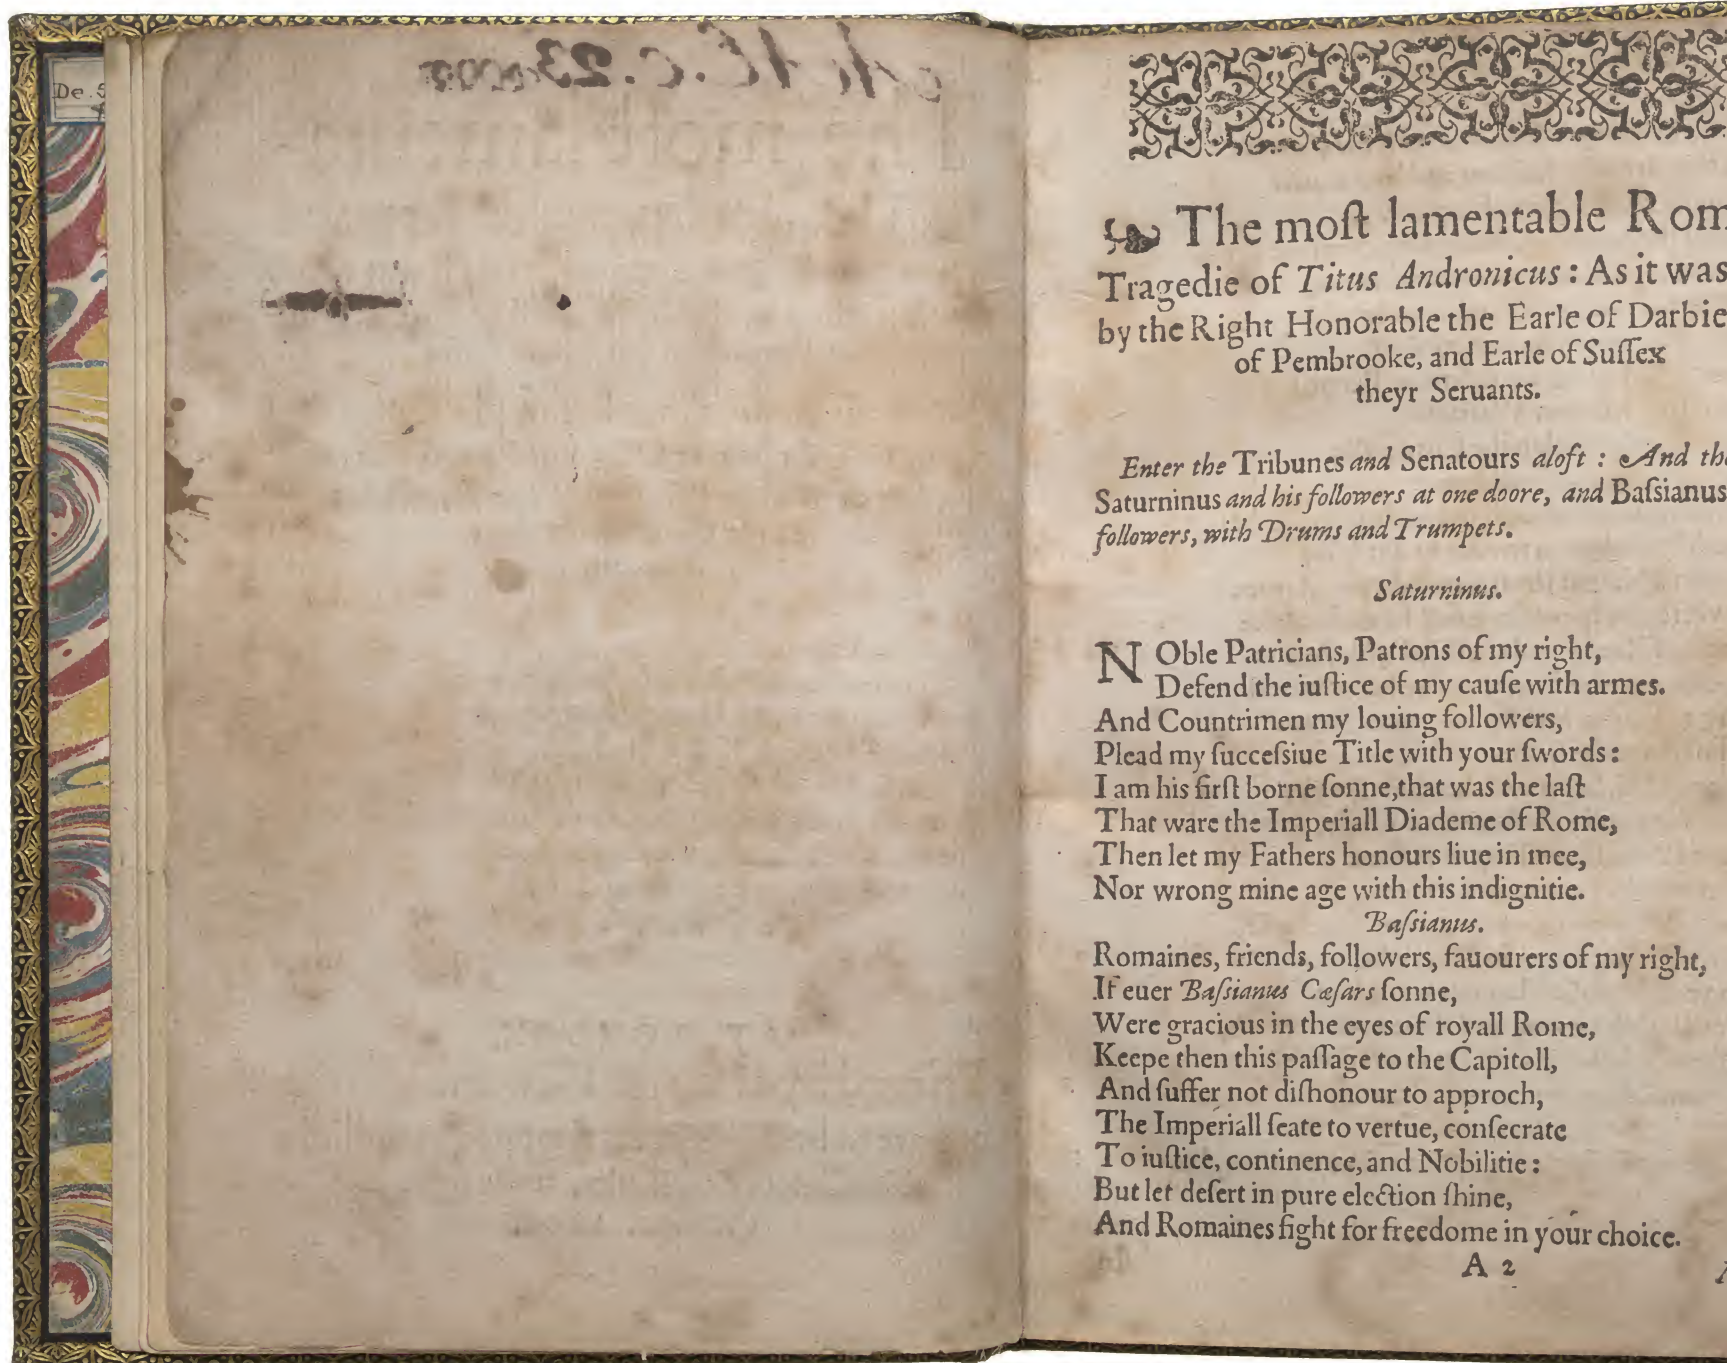 De. 5
The moſt lamentable Rom
Tragedie of Titus Andronicus : As it was
by the Right Honorable the Earle of Darbie
of Pembrooke, and Earle of Suſſex
theyr Seruants.
Enter the Tribunes and Senatours aloft : And the
Saturninus and his followers at one doore, and Baſsianus
followers, with Drums and Trumpets.
Saturninus.
NOble Patricians, Patrons of my right,
Defend the iuſtice of my cauſe with armes.
And Countrimen my louing followers,
Plead my ſucceſsiue Title with your ſwords :
I am his firſt borne ſonne,that was the laſt
That ware the Imperiall Diademe of Rome,
Then let my Fathers honours liue in mee,
Nor wrong mine age with this indignitie.
Baſsianus.
Romaines, friends, followers, fauourers of my right,
If euer Baſsianus Cæſars ſonne,
Were gracious in the eyes of royall Rome,
Keepe then this paſſage to the Capitoll,
And ſuffer not diſhonour to approch,
The Imperiall ſeate to vertue, conſecrate
To iuſtice, continence, and Nobilitie :
But let deſert in pure election ſhine,
And Romaines fight for freedome in your choice.
A 2